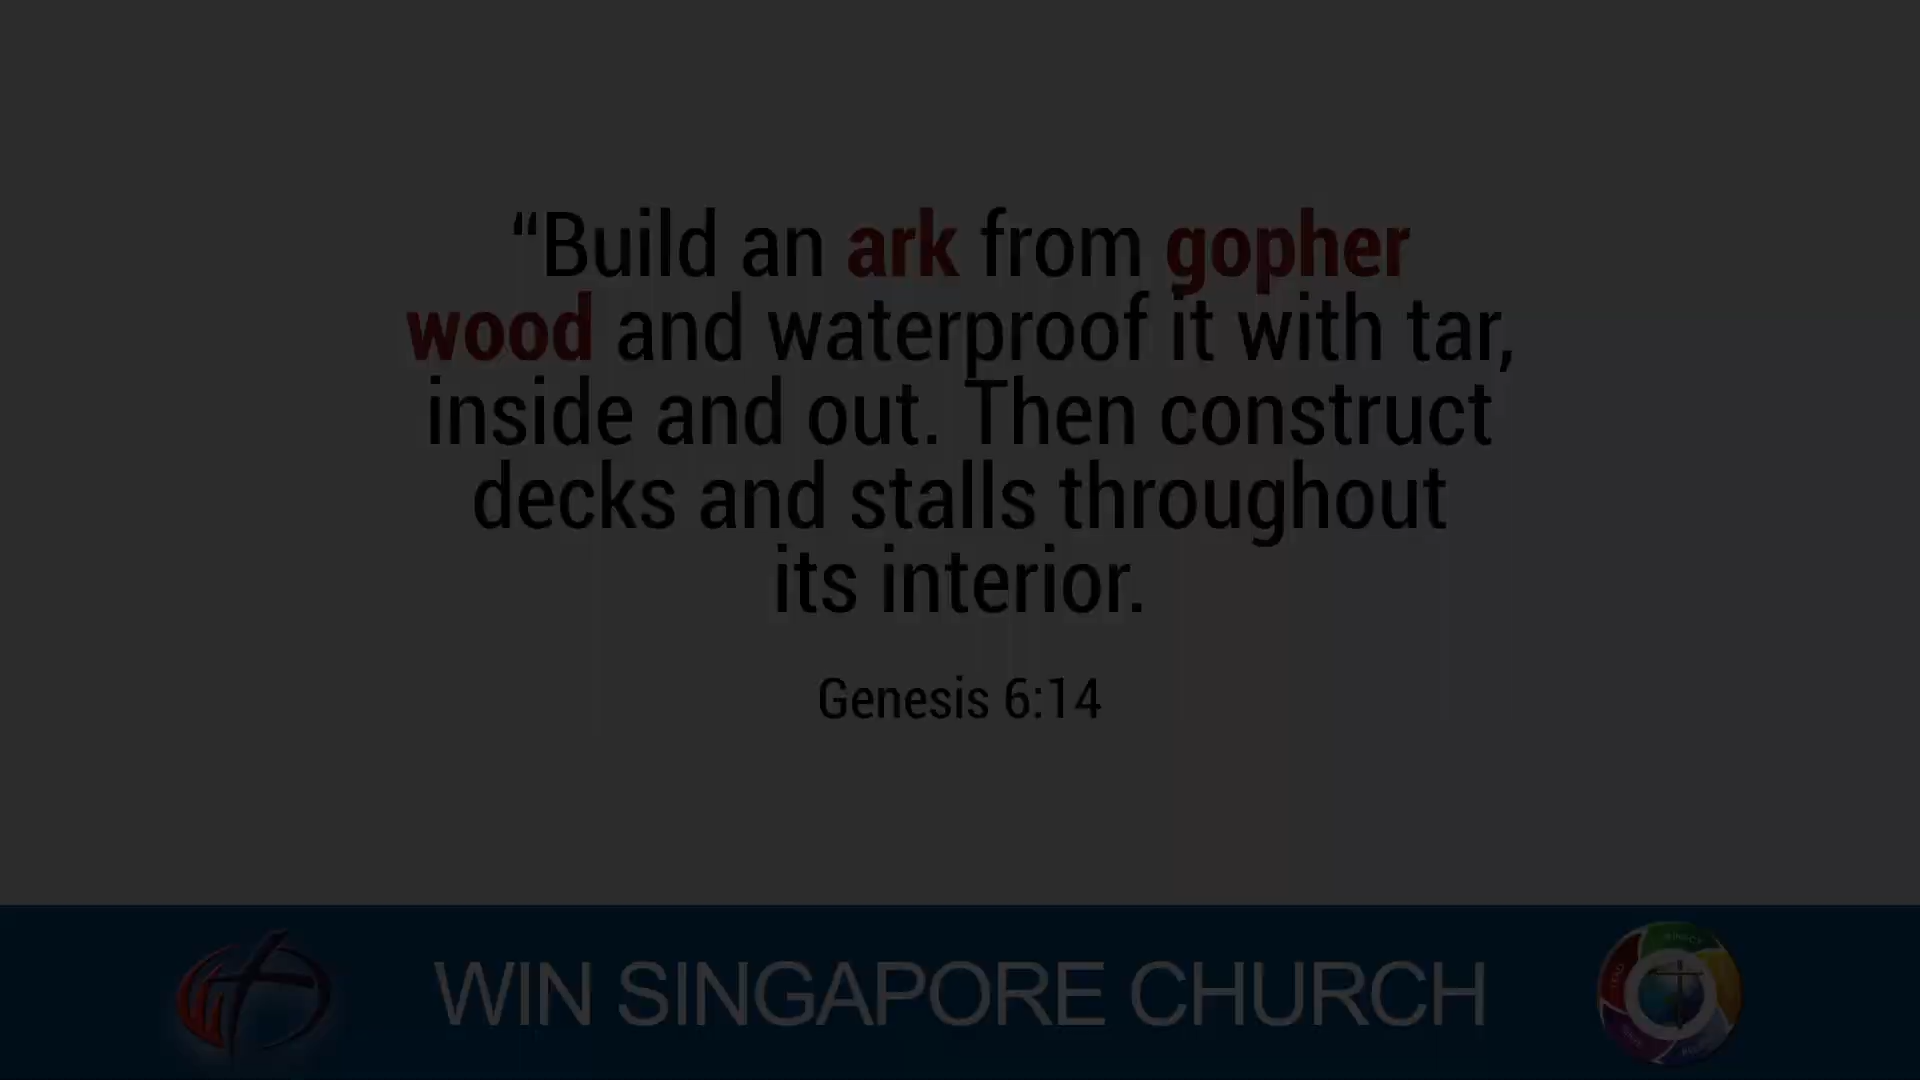 “Build an ark from gopher
wood and waterproof it with tar,
inside and out. Then construct
decks and stalls throughout
its interior.
Genesis 6:14
WIN SINGAPORE CHURCH